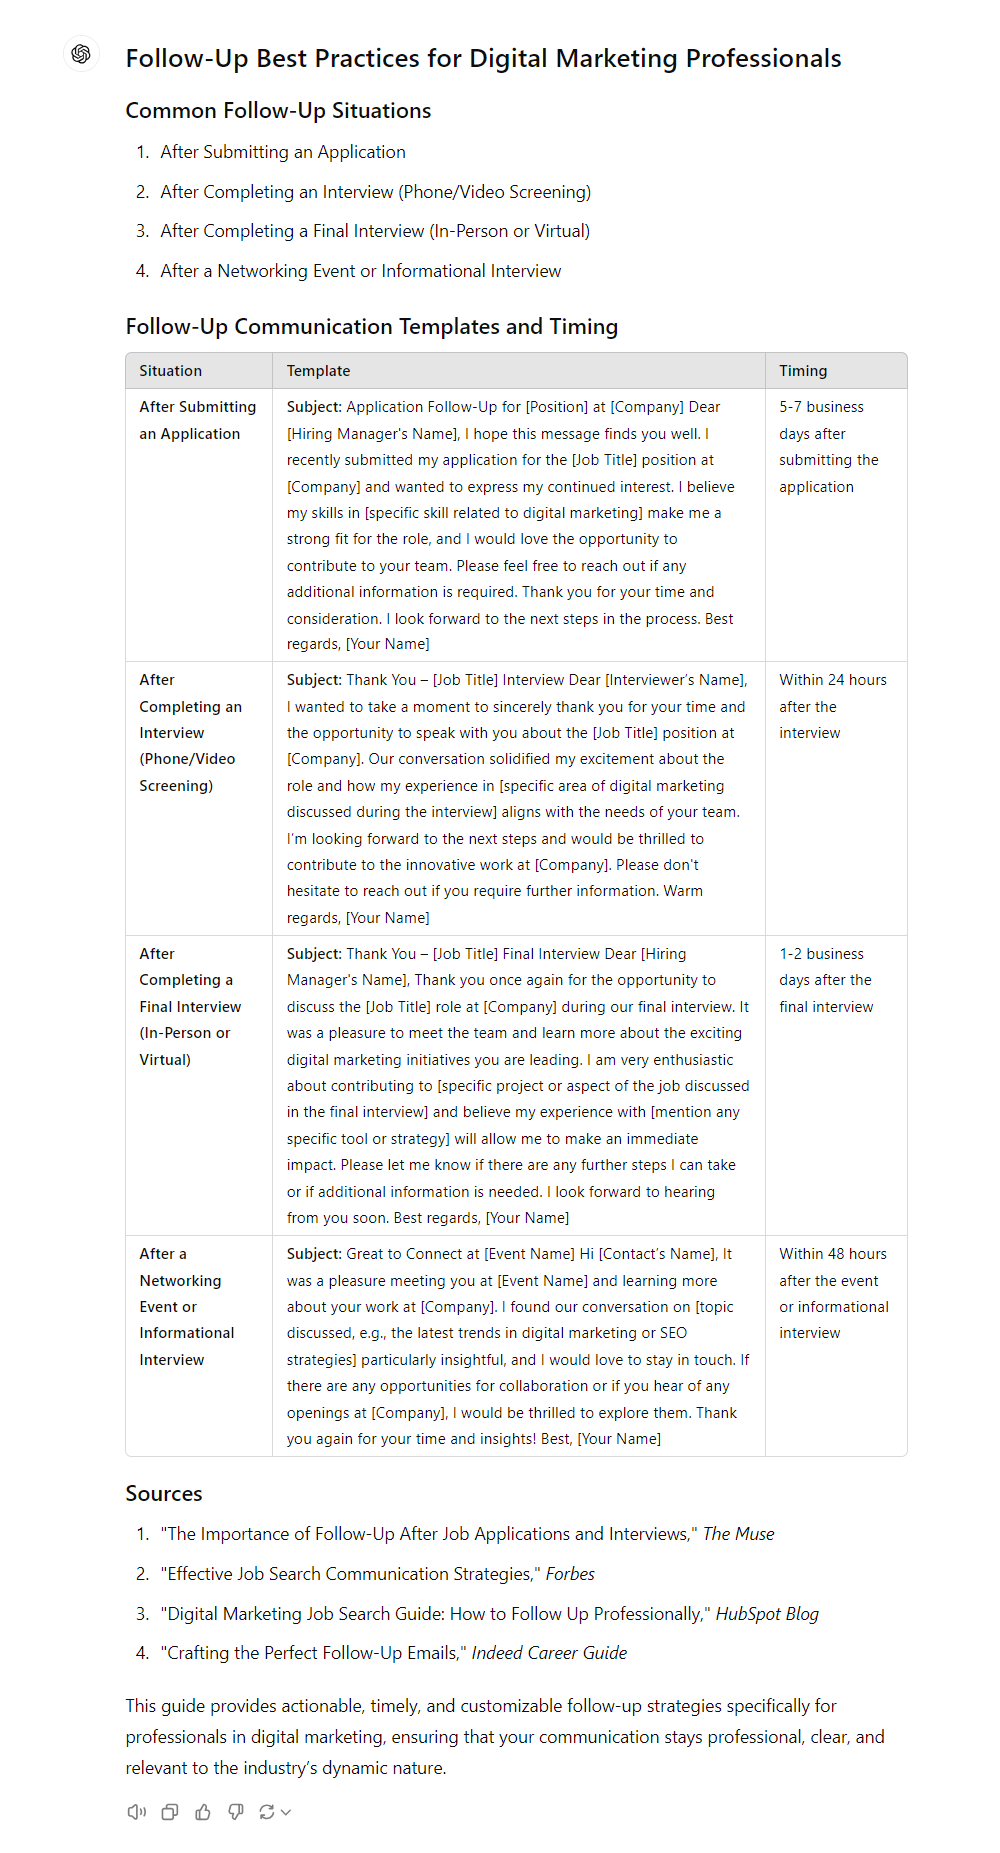 Follow-Up Best Practices for Digital Marketing Professionals
Common Follow-Up Situations
1. After Submitting an Application
2. After Completing an Interview (Phone/Video Screening)
3. After Completing a Final Interview (In-Person or Virtual)
4. After a Networking Event or Informational Interview
Follow-Up Communication Templates and Timing
Situation
Template
Timing
After Submitting
an Application
Subject: Application Follow-Up for [Position] at [Company] Dear
[Hiring Manager's Name], I hope this message finds you well. I
recently submitted my application for the [Job Title] position at
[Company] and wanted to express my continued interest. I believe
my skills in [specific skill related to digital marketing] make me a
strong fit for the role, and I would love the opportunity to
contribute to your team. Please feel free to reach out if any
additional information is required. Thank you for your time and
consideration. I look forward to the next steps in the process. Best
regards, [Your Name]
5-7 business
days after
submitting the
application
After
Completing an
Interview
(Phone/Video
Screening)
Subject: Thank You – [Job Title] Interview Dear [Interviewer's Name],
I wanted to take a moment to sincerely thank you for your time and
the opportunity to speak with you about the [Job Title] position at
[Company]. Our conversation solidified my excitement about the
role and how my experience in [specific area of digital marketing
discussed during the interview] aligns with the needs of your team.
I'm looking forward to the next steps and would be thrilled to
contribute to the innovative work at [Company]. Please don't
hesitate to reach out if you require further information. Warm
regards, [Your Name]
Within 24 hours
after the
interview
After
Completing a
Final Interview
(In-Person or
Virtual)
Subject: Thank You – [Job Title] Final Interview Dear [Hiring
Manager's Name], Thank you once again for the opportunity to
discuss the [Job Title] role at [Company] during our final interview. It
was a pleasure to meet the team and learn more about the exciting
digital marketing initiatives you are leading. I am very enthusiastic
about contributing to [specific project or aspect of the job discussed
in the final interview] and believe my experience with [mention any
specific tool or strategy] will allow me to make an immediate
impact. Please let me know if there are any further steps I can take
or if additional information is needed. I look forward to hearing
from you soon. Best regards, [Your Name]
1-2 business
days after the
final interview
After a
Networking
Event or
Informational
Interview
Subject: Great to Connect at [Event Name] Hi [Contact's Name], It
was a pleasure meeting you at [Event Name] and learning more
about your work at [Company]. I found our conversation on [topic
discussed, e.g., the latest trends in digital marketing or SEO
strategies] particularly insightful, and I would love to stay in touch. If
there are any opportunities for collaboration or if you hear of any
openings at [Company], I would be thrilled to explore them. Thank
you again for your time and insights! Best, [Your Name]
Within 48 hours
after the event
or informational
interview
Sources
1. "The Importance of Follow-Up After Job Applications and Interviews," The Muse
2. "Effective Job Search Communication Strategies," Forbes
3. "Digital Marketing Job Search Guide: How to Follow Up Professionally," HubSpot Blog
4. "Crafting the Perfect Follow-Up Emails," Indeed Career Guide
This guide provides actionable, timely, and customizable follow-up strategies specifically for
professionals in digital marketing, ensuring that your communication stays professional, clear, and
relevant to the industry's dynamic nature.